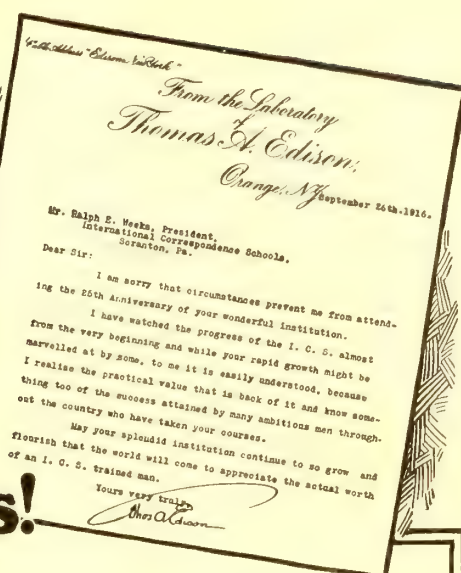 Cable Address "Edison New York"
From the Laboratory
of
Thomas A. Edison,
Orange, N.J. September 26th.1916.
Mr. Ralph E. Weeks, President,
International Correspondence Schools,
Scranton, Pa.
Dear Sir:
I am sorry that circumstances prevent me from attend-
ing the 25th Anniversary of your wonderful institution.
I have watched the progress of the I. C. S. almost
from the very beginning and while your rapid growth might be
marvelled at by some, to me it is easily understood, because
I realise the practical value that is back of it and know some-
thing too of the success attained by many ambitious men through-
out the country who have taken your courses.
May your splendid institution continue to so grow and
flourish that the world will come to appreciate the actual worth
of an I. C. S. trained man.
Yours very truly,
Thos A Edison
s!